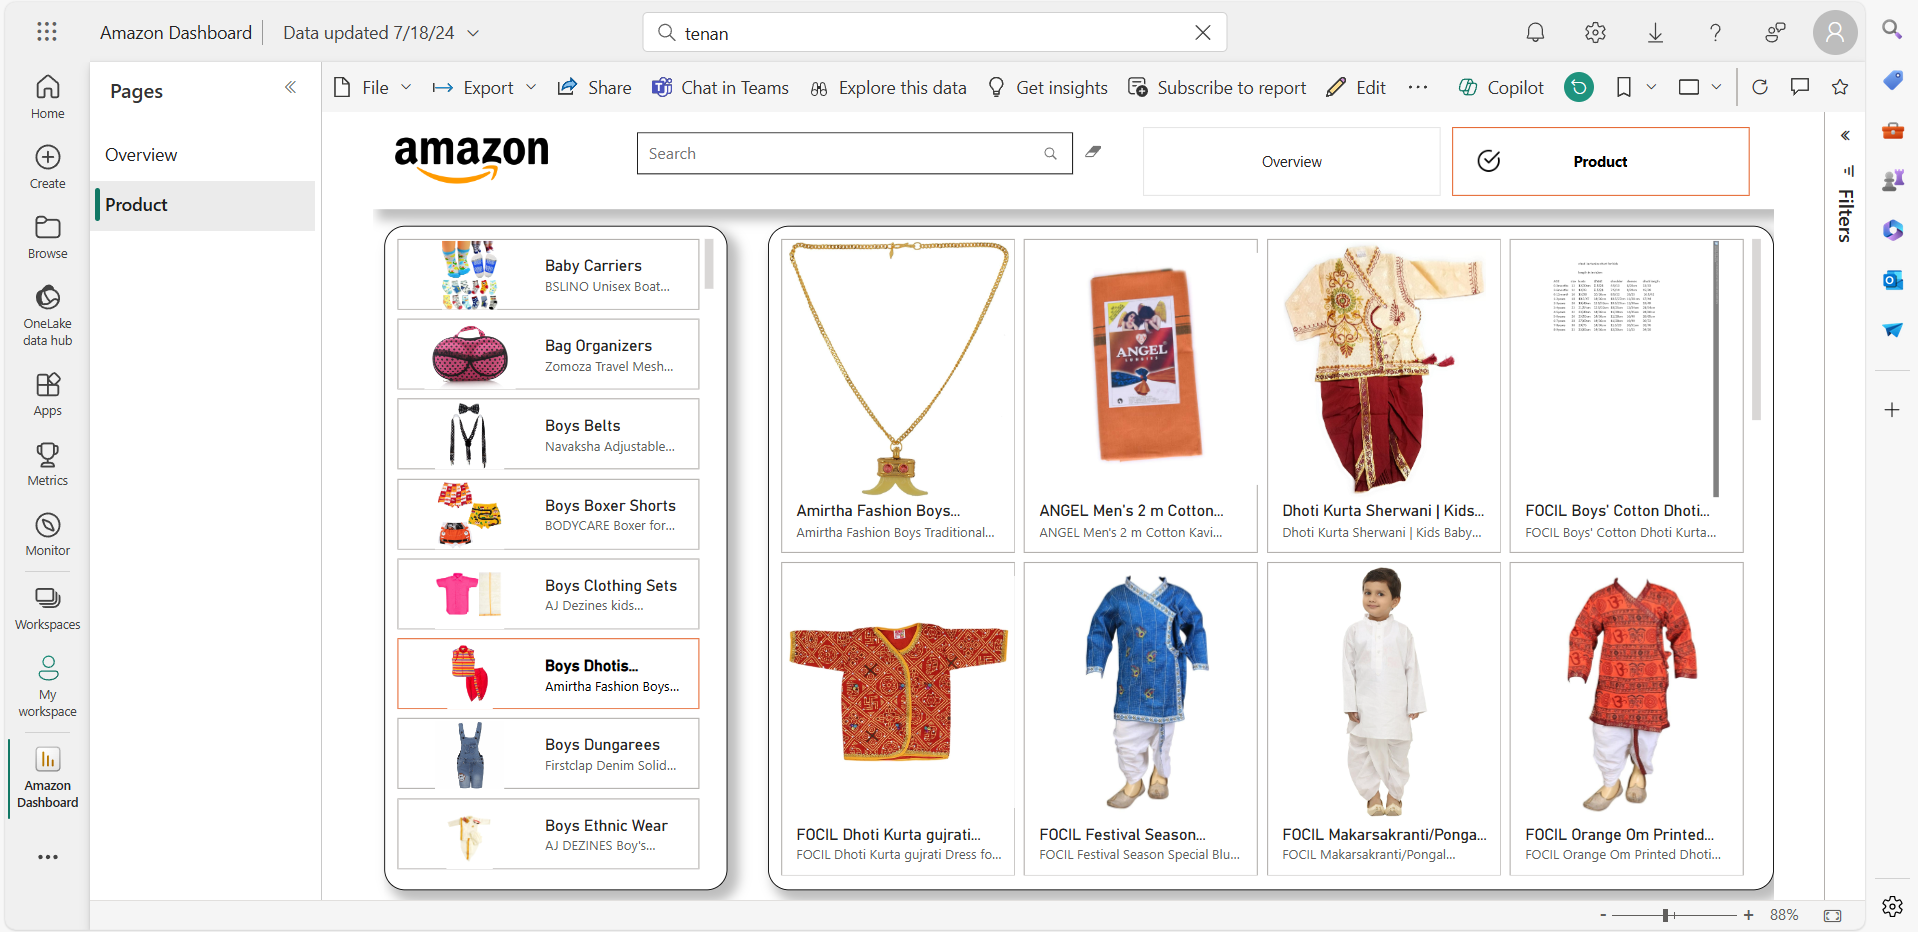 Amazon Dashboard
Data updated 7/18/24
tenan
Home
Create
Browse
OneLake
data hub
Apps
Metrics
Monitor
Workspaces
My
workspace
Amazon
Dashboard
Pages
Overview
Product
File
Export
Share
Chat in Teams
Explore this data
Get insights
Subscribe to report
Edit
Copilot
amazon
Search
Overview
Product
Filters
Baby Carriers
BSLINO Unisex Boat...
Bag Organizers
Zomoza Travel Mesh...
Boys Belts
Navaksha Adjustable...
Boys Boxer Shorts
BODYCARE Boxer for...
Boys Clothing Sets
AJ Dezines kids...
Boys Dhotis...
Amirtha Fashion Boys...
Boys Dungarees
Firstclap Denim Solid...
Boys Ethnic Wear
AJ DEZINES Boy's...
Amirtha Fashion Boys...
Amirtha Fashion Boys Traditional...
ANGEL
ANGEL Men's 2 m Cotton...
ANGEL Men's 2 m Cotton Kavi...
Dhoti Kurta Sherwani | Kids...
Dhoti Kurta Sherwani | Kids Baby...
FOCIL Boys' Cotton Dhoti...
FOCIL Boys' Cotton Dhoti Kurta...
FOCIL Dhoti Kurta gujrati...
FOCIL Dhoti Kurta gujrati Dress fo...
FOCIL Festival Season...
FOCIL Festival Season Special Blu...
FOCIL Makarsakranti/Ponga...
FOCIL Makarsakranti/Pongal...
FOCIL Orange Om Printed...
FOCIL Orange Om Printed Dhoti...
- + 88%